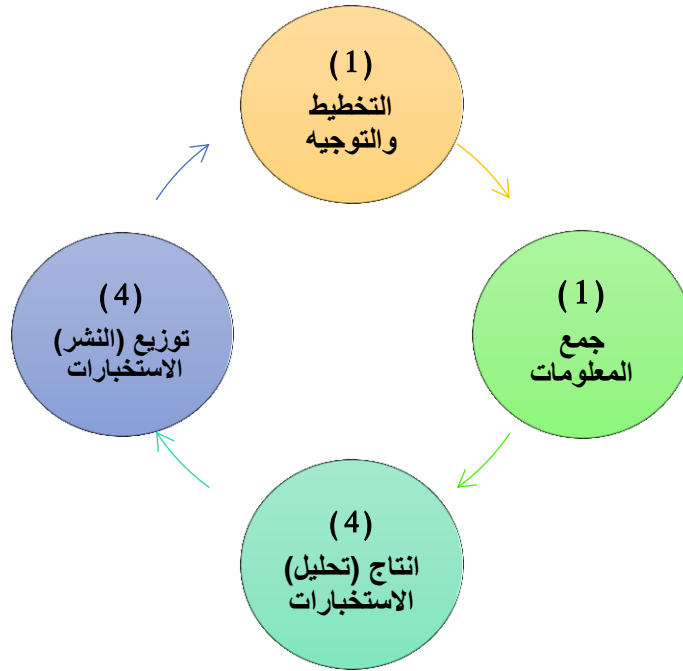 (1)
التخطيط
والتوجيه
(1)
جمع
المعلومات
(4)
انتاج (تحليل)
الاستخبارات
(4)
توزيع (النشر)
الاستخبارات